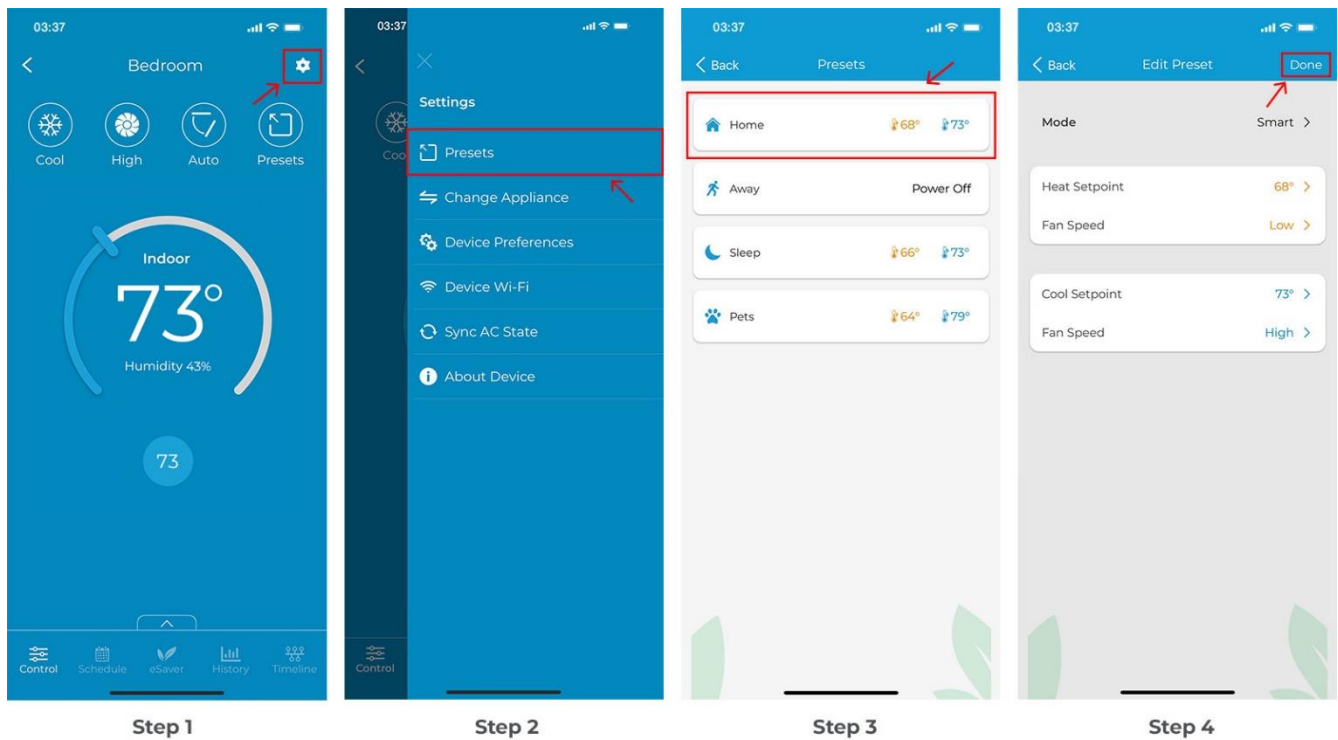 03:37
Bedroom
Cool High Auto Presets
Indoor
73°
Humidity 43%
73
Control Schedule eSaver History Timeline
Step 1
03:37
Settings
Coo
Presets
Change Appliance
Device Preferences
Device Wi-Fi
Sync AC State
About Device
Control
Step 2
03:37
Back Presets
Home 68° 73°
Away Power Off
Sleep 66° 73°
Pets 64° 79°
Step 3
03:37
Back Edit Preset Done
Mode Smart
Heat Setpoint 68°
Fan Speed Low
Cool Setpoint 73°
Fan Speed High
Step 4